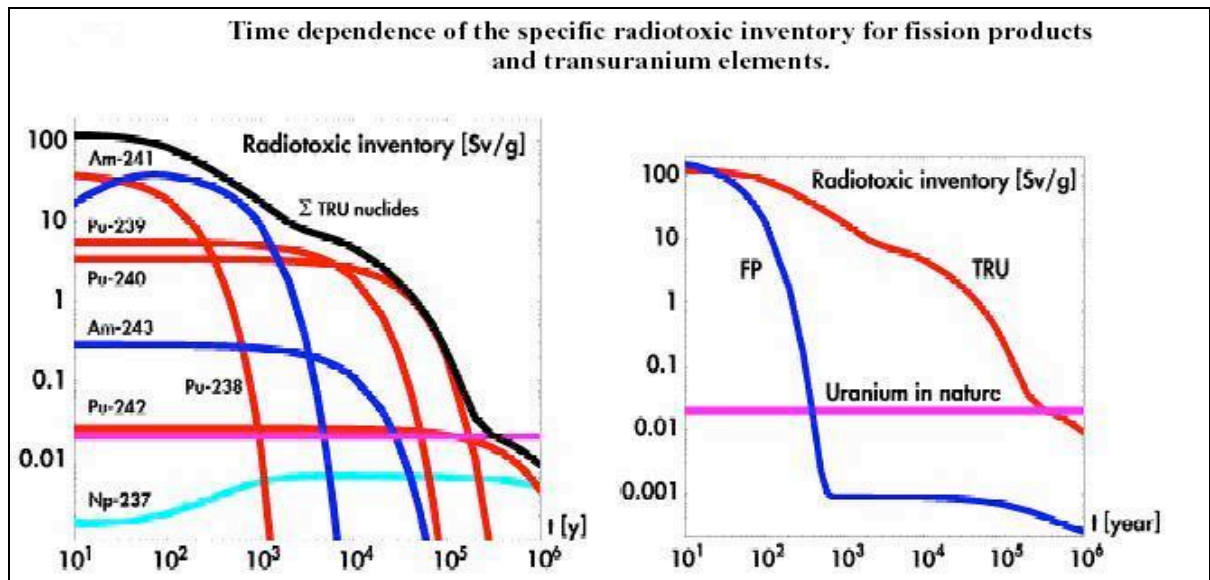 Time dependence of the specific radiotoxic inventory for fission products
and transuranium elements.
Radiotoxic inventory [Sv/g]
100
10
1
0.1
0.01
Am-241
Σ TRU nuclides
Pu-239
Pu-240
Am-243
Pu-238
Pu-242
Np-237
t [y]
10¹ 10² 10³ 10⁴ 10⁵ 10⁶
Radiotoxic inventory [Sv/g]
100
10
1
0.1
0.01
0.001
FP
TRU
Uranium in nature
t [year]
10¹ 10² 10³ 10⁴ 10⁵ 10⁶